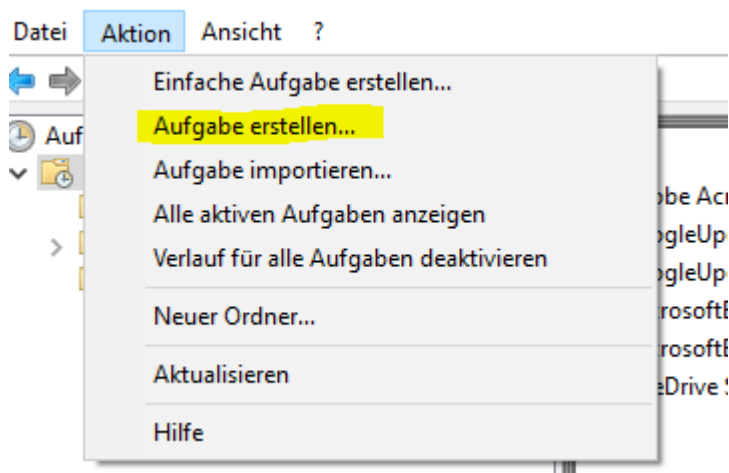 Datei Aktion Ansicht ?
Einfache Aufgabe erstellen...
Auf
Aufgabe erstellen...
Aufgabe importieren...
Alle aktiven Aufgaben anzeigen
Verlauf für alle Aufgaben deaktivieren
Neuer Ordner...
Aktualisieren
Hilfe